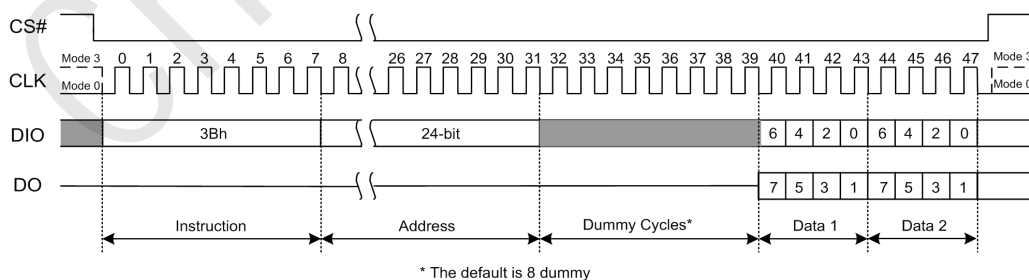 CS#
Mode 3 0 1 2 3 4 5 6 7 8 26 27 28 29 30 31 32 33 34 35 36 37 38 39 40 41 42 43 44 45 46 47 Mode 3
CLK Mode 0 Mode 0
DIO 3Bh 24-bit 6 4 2 0 6 4 2 0
DO 7 5 3 1 7 5 3 1
Instruction Address Dummy Cycles* Data 1 Data 2
* The default is 8 dummy